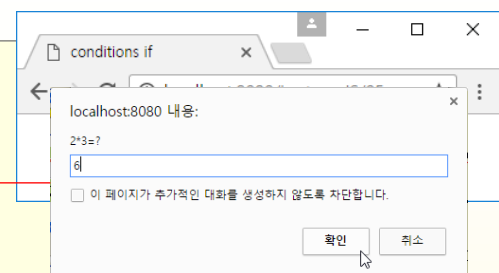 conditions if
localhost:8080 내용:
2*3=?
6
이 페이지가 추가적인 대화를 생성하지 않도록 차단합니다.
확인
취소